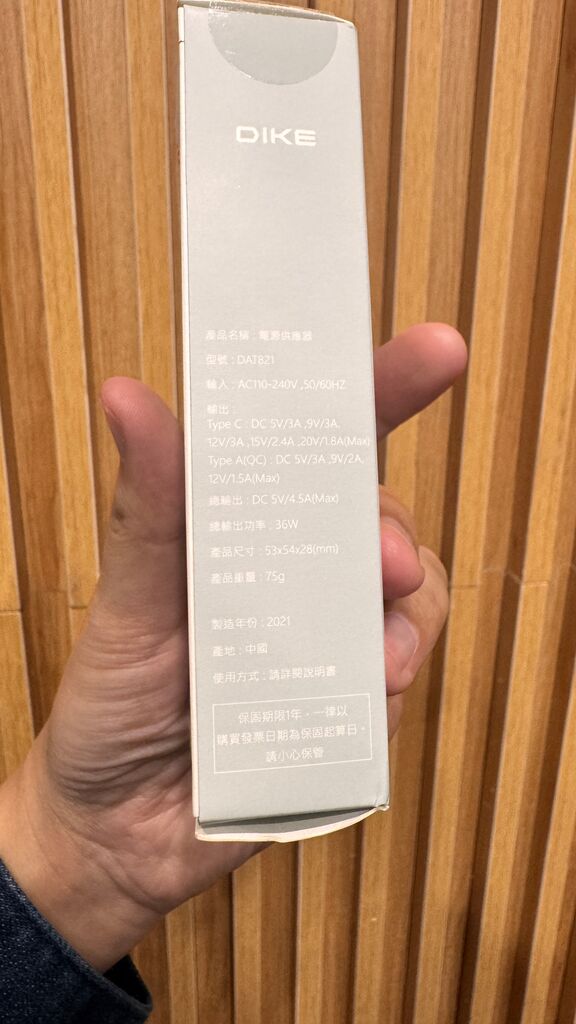 DIKE
產品名稱 : 電源供應器
型號 : DAT821
輸入 : AC110-240V ,50/60HZ
輸出 :
Type C : DC 5V/3A ,9V/3A,
12V/3A ,15V/2.4A ,20V/1.8A(Max)
Type A(QC) : DC 5V/3A ,9V/2A,
12V/1.5A(Max)
總輸出 : DC 5V/4.5A(Max)
總輸出功率 : 36W
產品尺寸 : 53x54x28(mm)
產品重量 : 75g
製造年份 : 2021
產地 : 中國
使用方式 : 請詳閱說明書
保固期限1年，一律以
購買發票日期為保固起算日。
請小心保管